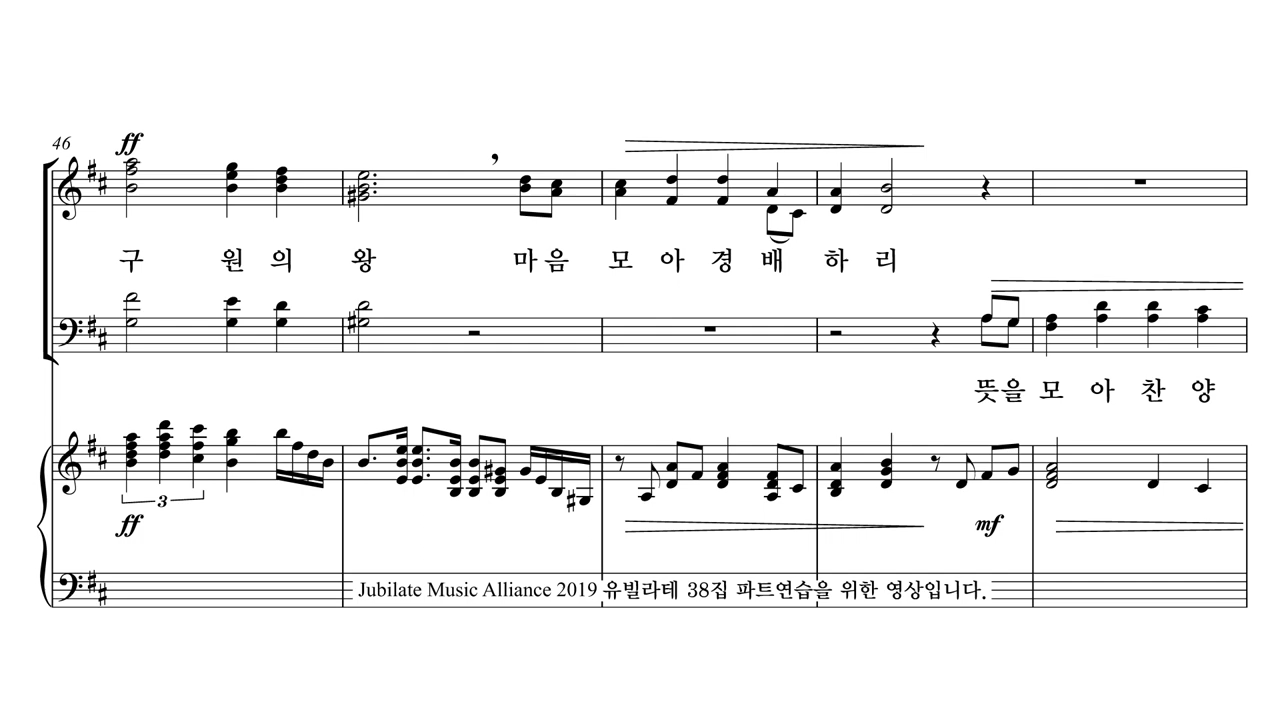 46
ff
구 원 의 왕 마 음 모 아 경 배 하 리
뜻을 모 아 찬 양
3
ff mf
Jubilate Music Alliance 2019 유빌라테 38집 파트연습을 위한 영상입니다.